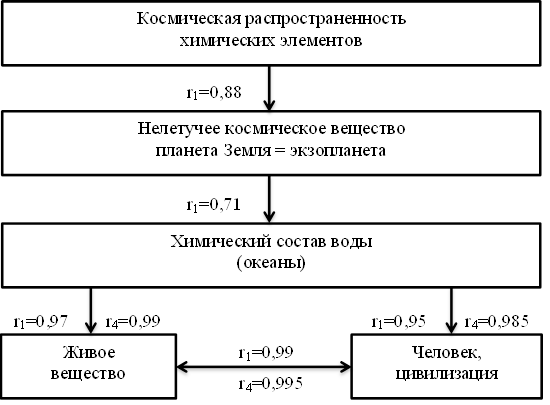 Космическая распространенность
химических элементов
r₁=0,88
Нелетучее космическое вещество
планета Земля = экзопланета
r₁=0,71
Химический состав воды
(океаны)
r₁=0,97 r₄=0,99 r₁=0,95 r₄=0,985
Живое
вещество
r₁=0,99
r₄=0,995
Человек,
цивилизация